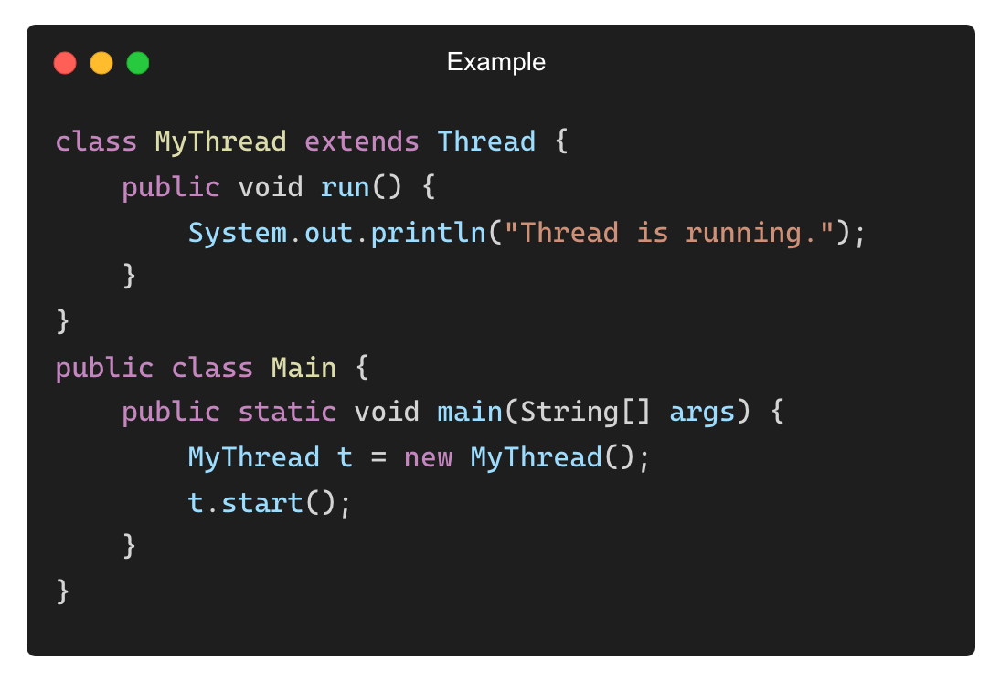 Example
class MyThread extends Thread {
    public void run() {
        System.out.println("Thread is running.");
    }
}
public class Main {
    public static void main(String[] args) {
        MyThread t = new MyThread();
        t.start();
    }
}